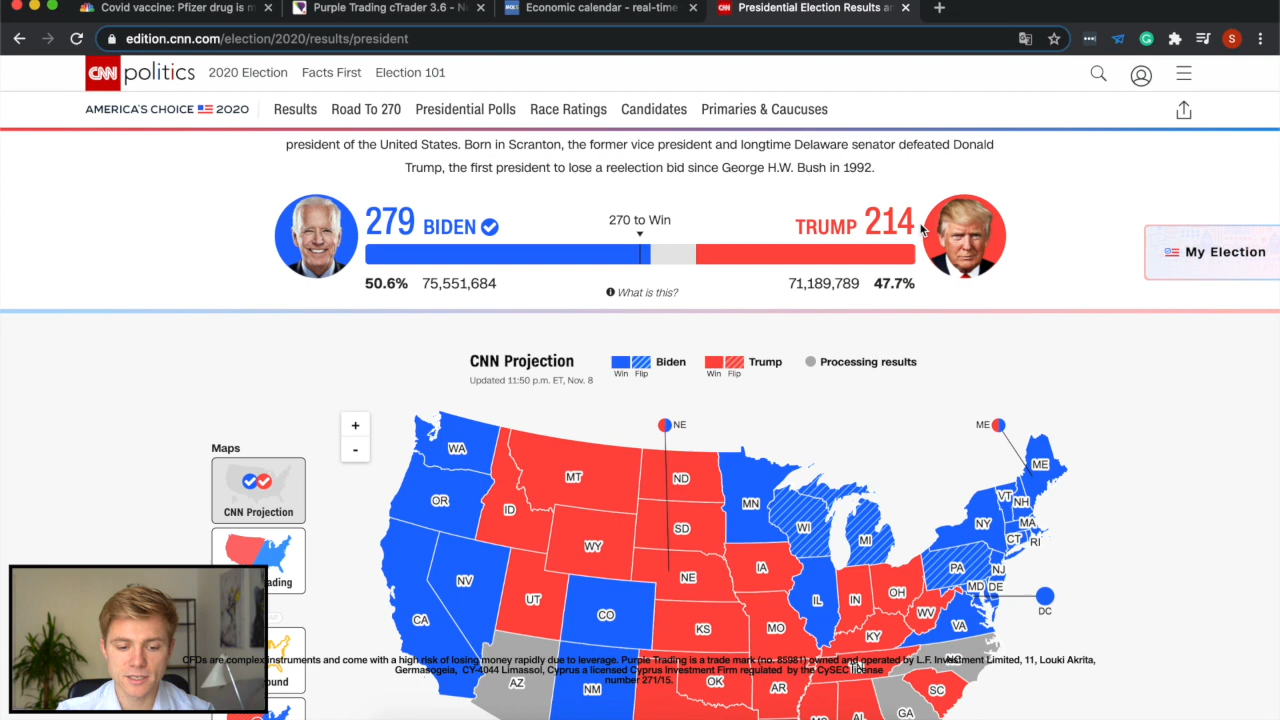 Covid vaccine: Pfizer drug is m
Purple Trading cTrader 3.6 - N
Economic calendar - real-time
Presidential Election Results a
edition.cnn.com/election/2020/results/president
S
CNN politics 2020 Election Facts First Election 101
AMERICA'S CHOICE 2020 Results Road To 270 Presidential Polls Race Ratings Candidates Primaries & Caucuses
president of the United States. Born in Scranton, the former vice president and longtime Delaware senator defeated Donald
Trump, the first president to lose a reelection bid since George H.W. Bush in 1992.
279 BIDEN 270 to Win TRUMP 214
My Election
50.6% 75,551,684 What is this? 71,189,789 47.7%
CNN Projection Biden Trump Processing results
Win Flip Win Flip
Updated 11:50 p.m. ET, Nov. 8
+
-
NE
ME
Maps
CNN Projection
WA
MT
ND
ME
OR
ID
MN
VT
NH
WI
SD
NY
MA
MI
CT
RI
WY
IA
PA
NJ
NE
NV
MD
DE
OH
UT
IL
IN
DC
CO
WV
CA
VA
KS
MO
KY
ading
CFDs are complex instruments and come with a high risk of losing money rapidly due to leverage. Purple Trading is a trade mark (no. 85981) owned and operated by L.F. Investment Limited, 11, Louki Akrita,
Germasogeia, CY-4044 Limassol, Cyprus a licensed Cyprus Investment Firm regulated by the CySEC license
number 271/15.
ound
AZ
NM
OK
AR
TN
NC
SC
AL
GA